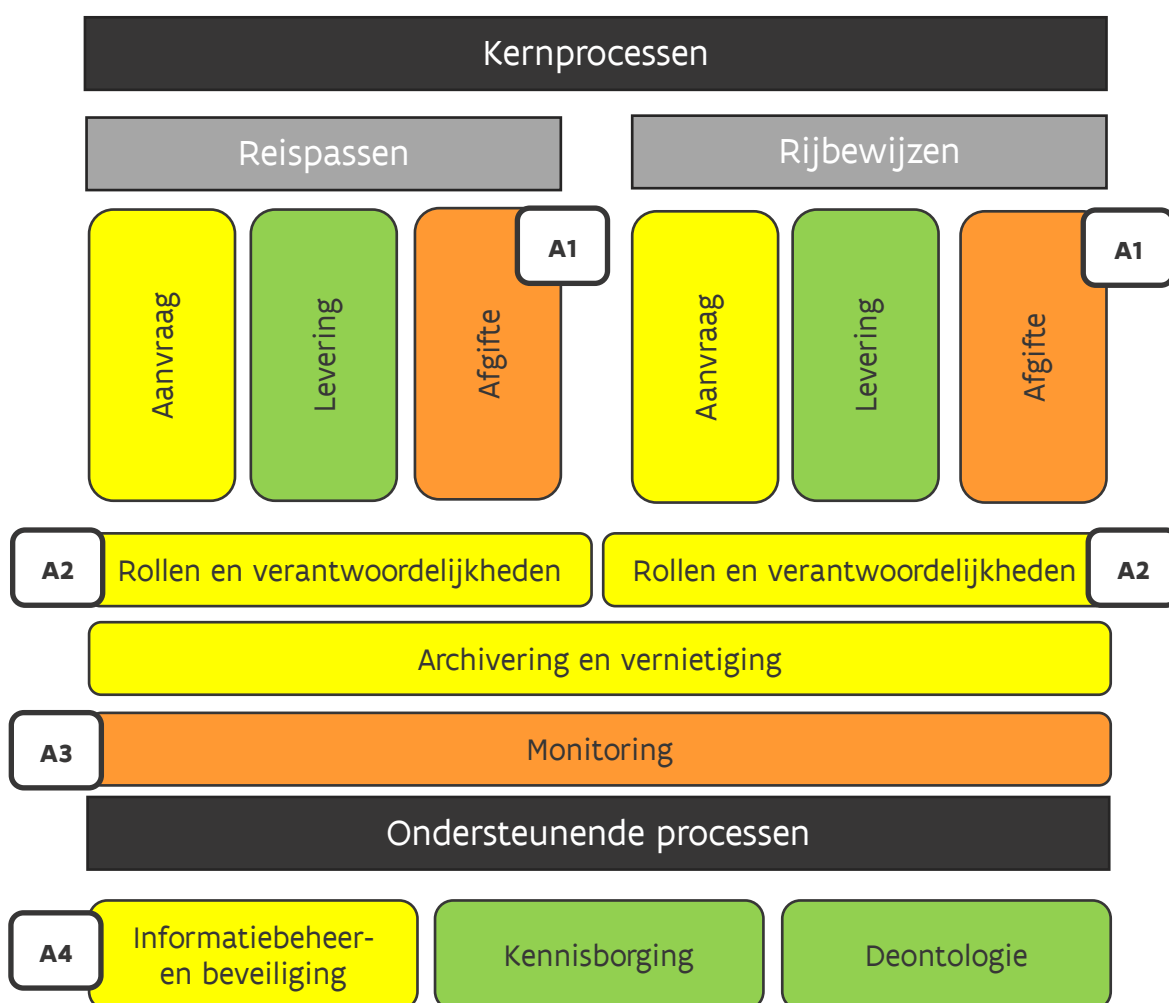 Kernprocessen
Reispassen
Rijbewijzen
Aanvraag
Levering
Afgifte
A1
Aanvraag
Levering
Afgifte
A1
A2
Rollen en verantwoordelijkheden
Rollen en verantwoordelijkheden
A2
Archivering en vernietiging
A3
Monitoring
Ondersteunende processen
A4
Informatiebeheer-
en beveiliging
Kennisborging
Deontologie